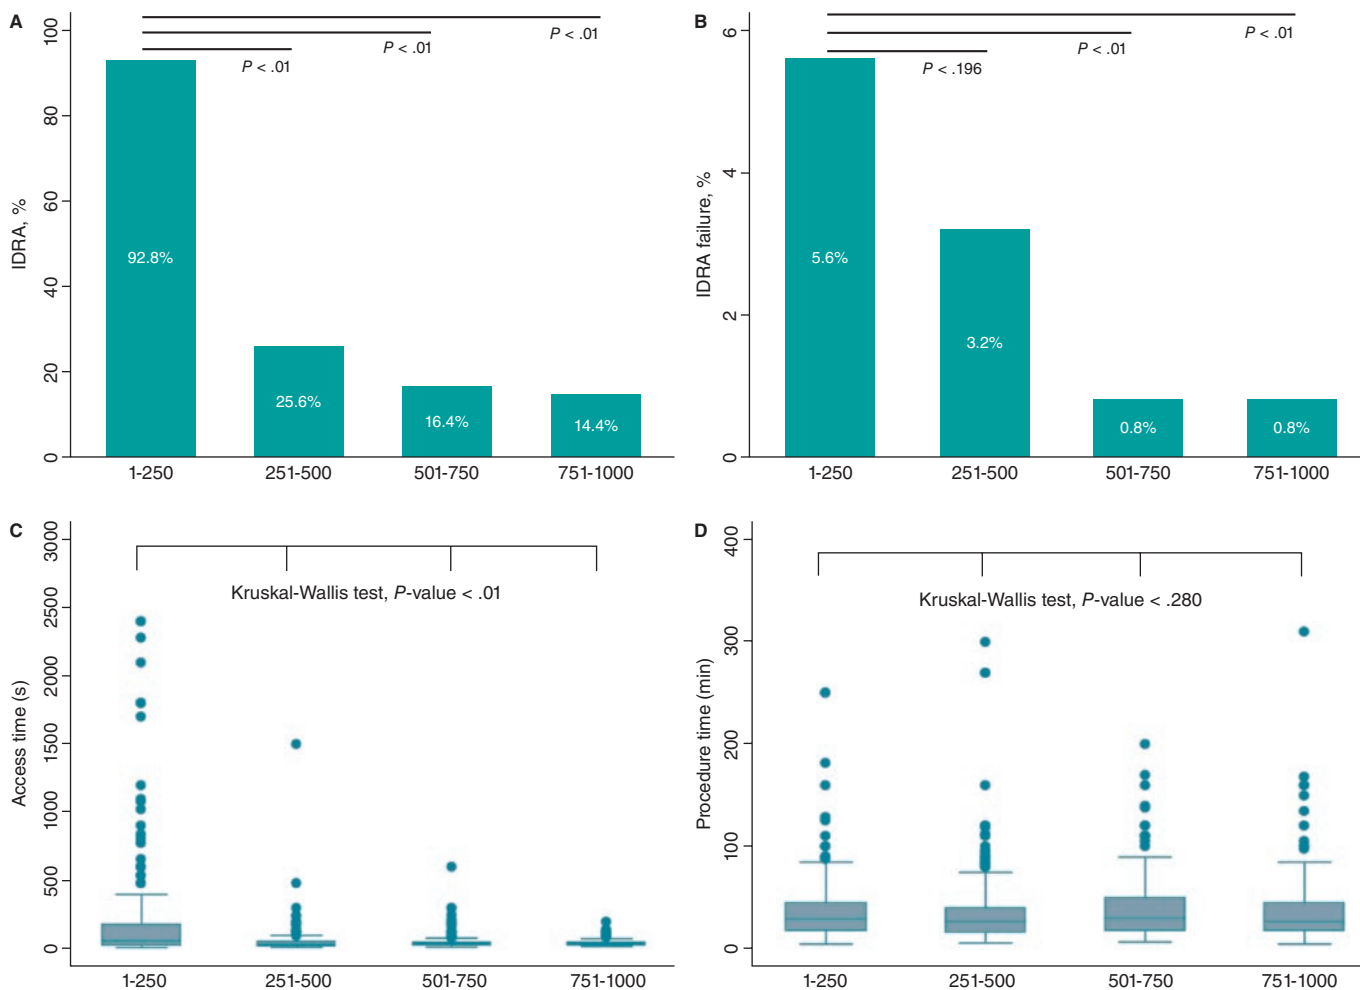 A
IDRA, %
100
80
60
40
20
0
P < .01
P < .01
P < .01
92.8%
25.6%
16.4%
14.4%
1-250
251-500
501-750
751-1000
B
IDRA failure, %
6
4
2
0
P < .01
P < .01
P < .196
5.6%
3.2%
0.8%
0.8%
1-250
251-500
501-750
751-1000
C
Access time (s)
3000
2500
2000
1500
1000
500
0
Kruskal-Wallis test, P-value < .01
1-250
251-500
501-750
751-1000
D
Procedure time (min)
400
300
200
100
0
Kruskal-Wallis test, P-value < .280
1-250
251-500
501-750
751-1000